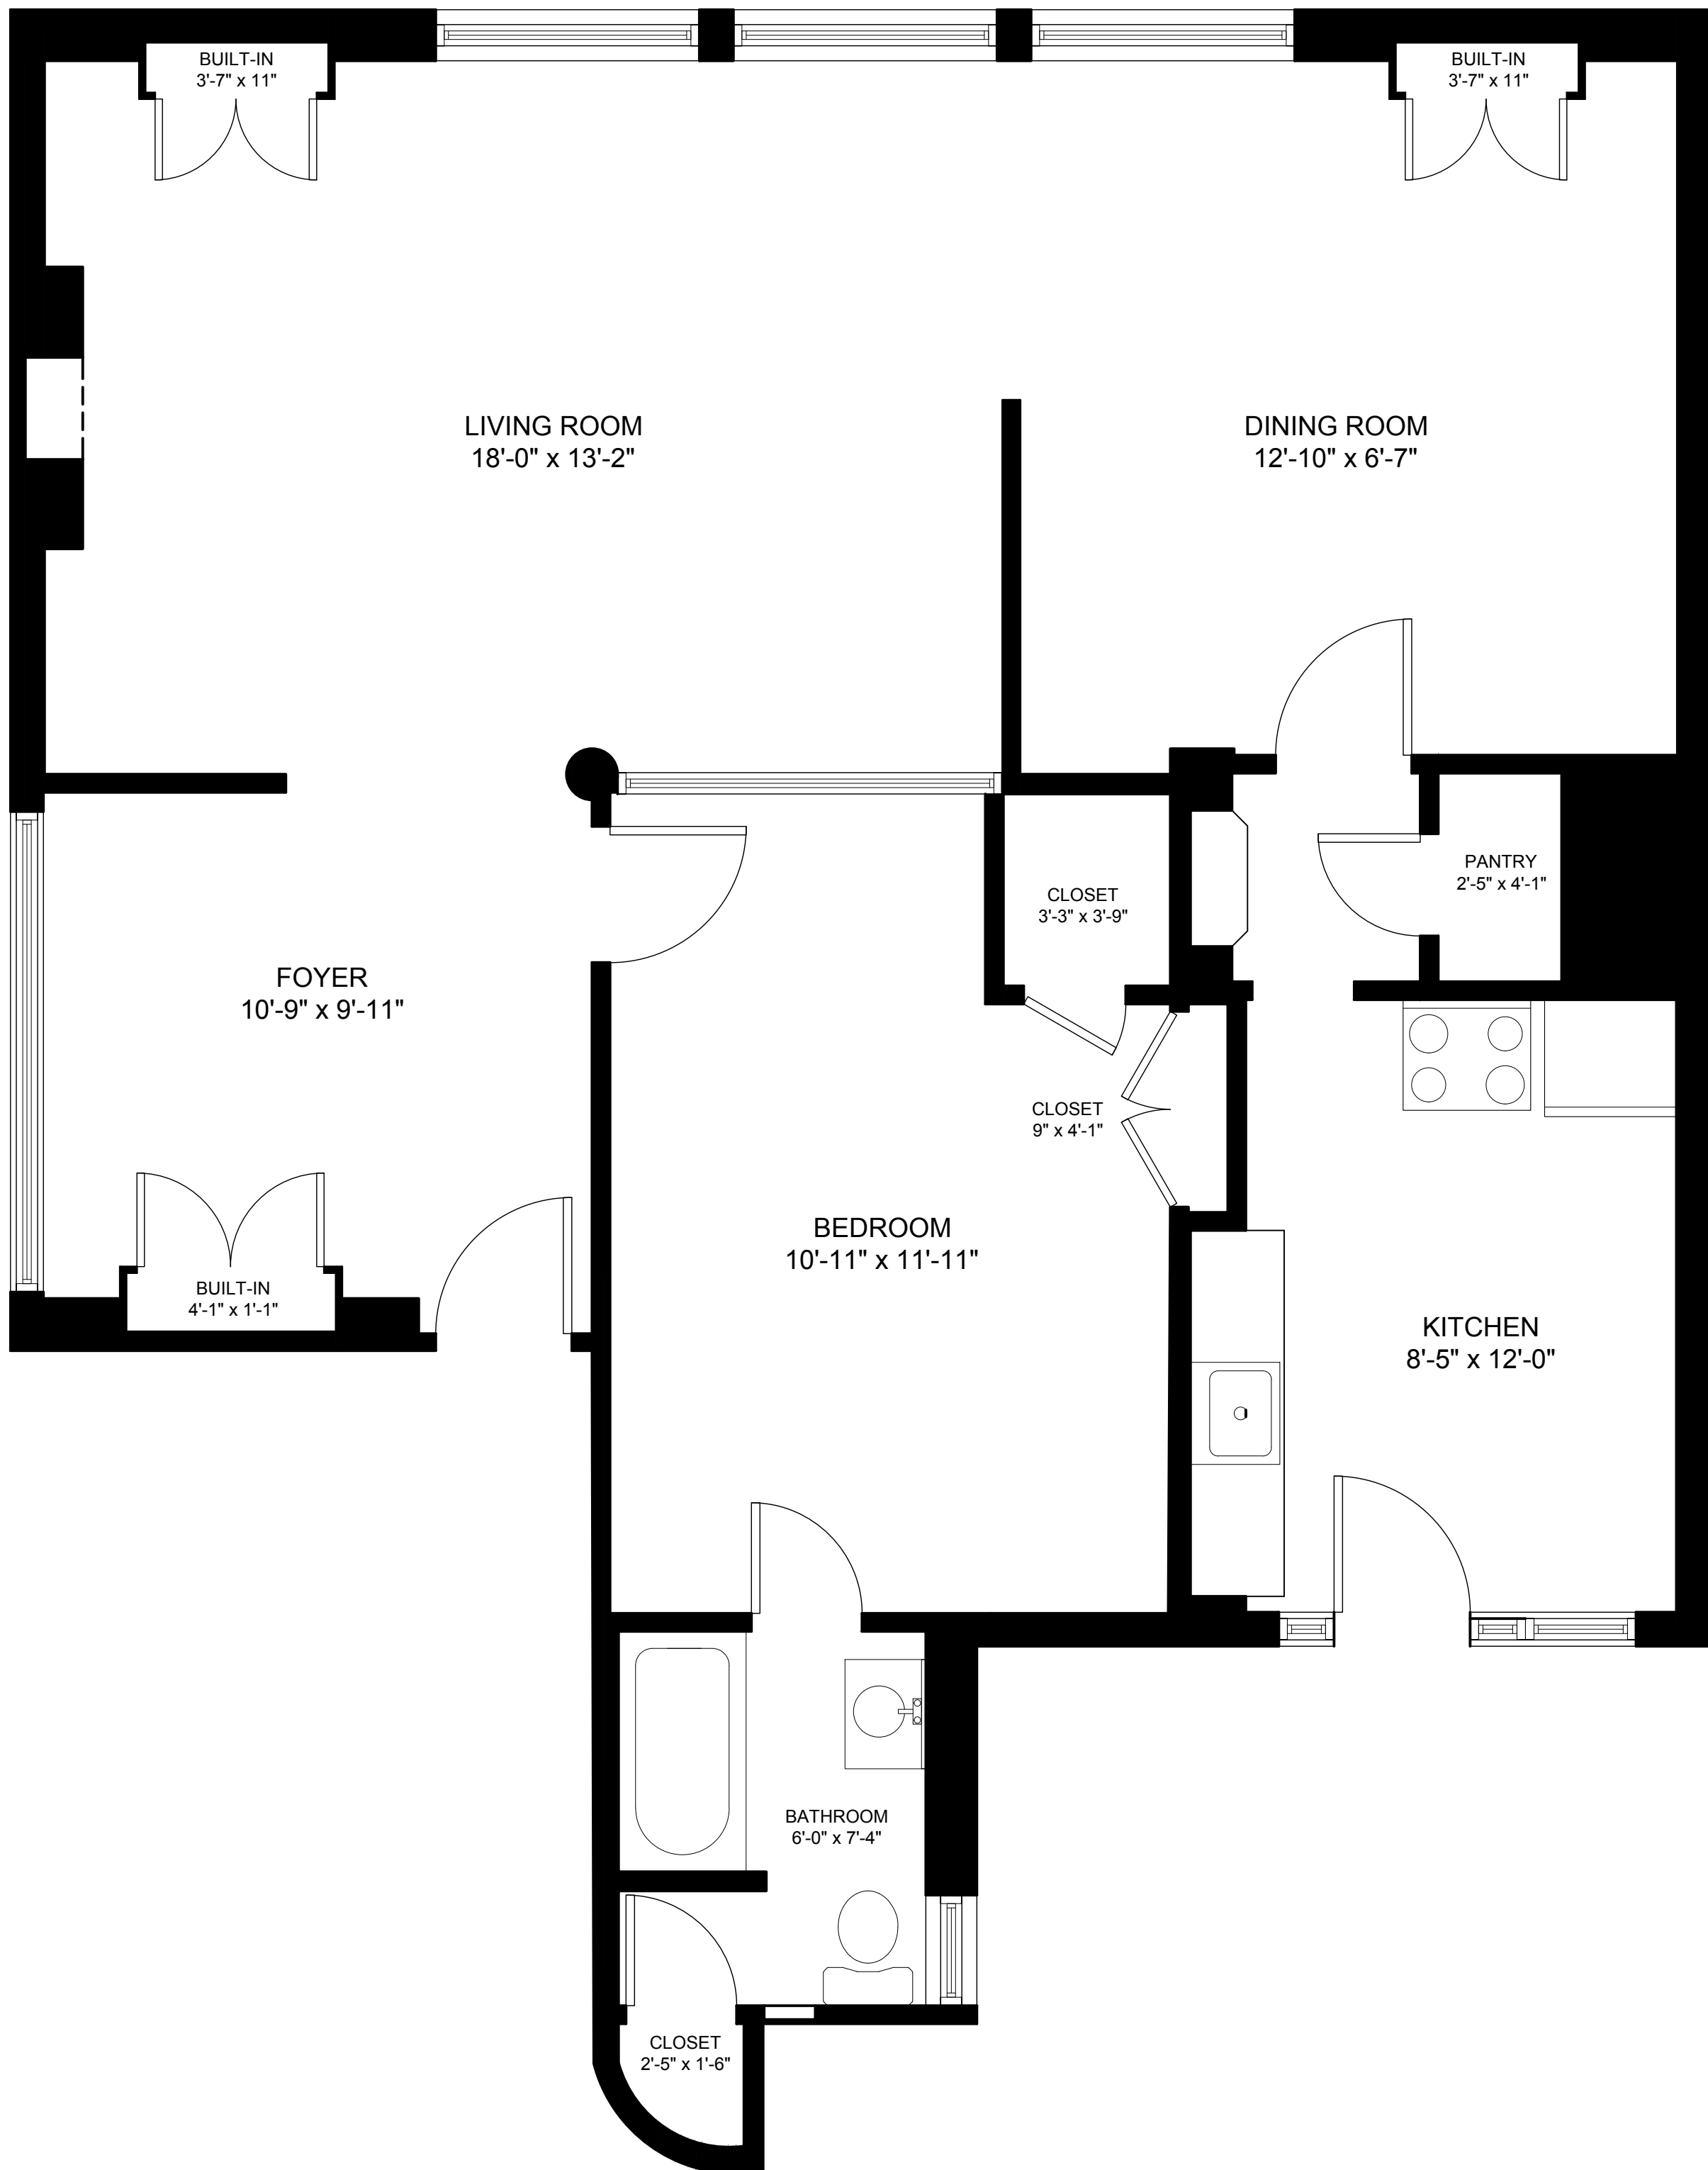 BUILT-IN
3'-7" x 11"
BUILT-IN
3'-7" x 11"
LIVING ROOM
18'-0" x 13'-2"
DINING ROOM
12'-10" x 6'-7"
PANTRY
2'-5" x 4'-1"
CLOSET
3'-3" x 3'-9"
FOYER
10'-9" x 9'-11"
CLOSET
9" x 4'-1"
BEDROOM
10'-11" x 11'-11"
BUILT-IN
4'-1" x 1'-1"
KITCHEN
8'-5" x 12'-0"
BATHROOM
6'-0" x 7'-4"
CLOSET
2'-5" x 1'-6"